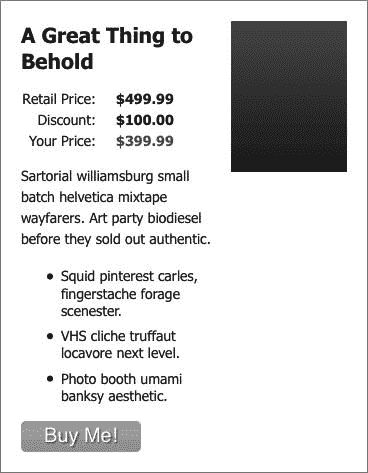 A Great Thing to
Behold
Retail Price: $499.99
Discount: $100.00
Your Price: $399.99
Sartorial williamsburg small
batch helvetica mixtape
wayfarers. Art party biodiesel
before they sold out authentic.
• Squid pinterest carles,
fingerstache forage
scenester.
• VHS cliche truffaut
locavore next level.
• Photo booth umami
banksy aesthetic.
Buy Me!